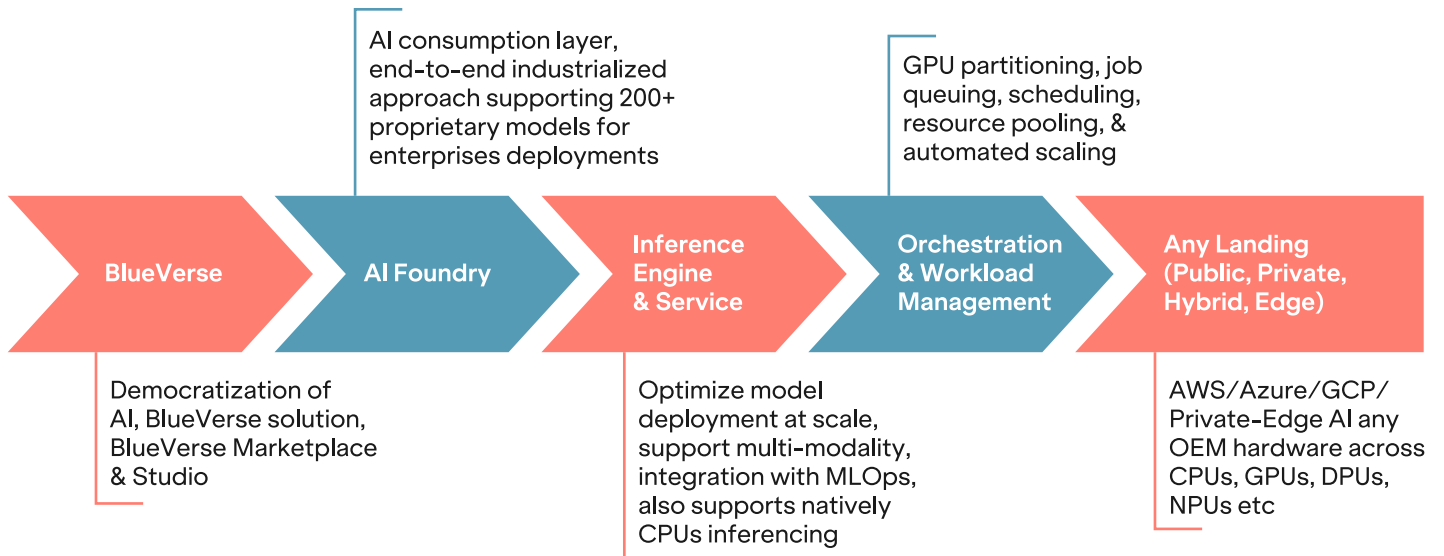 AI consumption layer,
end-to-end industrialized
approach supporting 200+
proprietary models for
enterprises deployments
GPU partitioning, job
queuing, scheduling,
resource pooling, &
automated scaling
BlueVerse
AI Foundry
Inference
Engine
& Service
Orchestration
& Workload
Management
Any Landing
(Public, Private,
Hybrid, Edge)
Democratization of
AI, BlueVerse solution,
BlueVerse Marketplace
& Studio
Optimize model
deployment at scale,
support multi-modality,
integration with MLOps,
also supports natively
CPUs inferencing
AWS/Azure/GCP/
Private-Edge AI any
OEM hardware across
CPUs, GPUs, DPUs,
NPUs etc